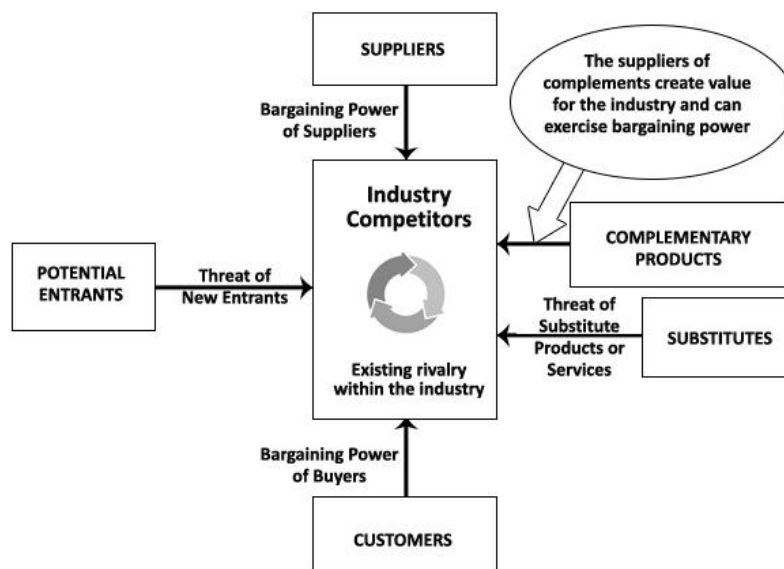 SUPPLIERS
The suppliers of
complements create value
for the industry and can
exercise bargaining power
Bargaining Power
of Suppliers
Industry
Competitors
COMPLEMENTARY
PRODUCTS
POTENTIAL
ENTRANTS
Threat of
New Entrants
Threat of
Substitute
Products or
Services
SUBSTITUTES
Existing rivalry
within the industry
Bargaining Power
of Buyers
CUSTOMERS